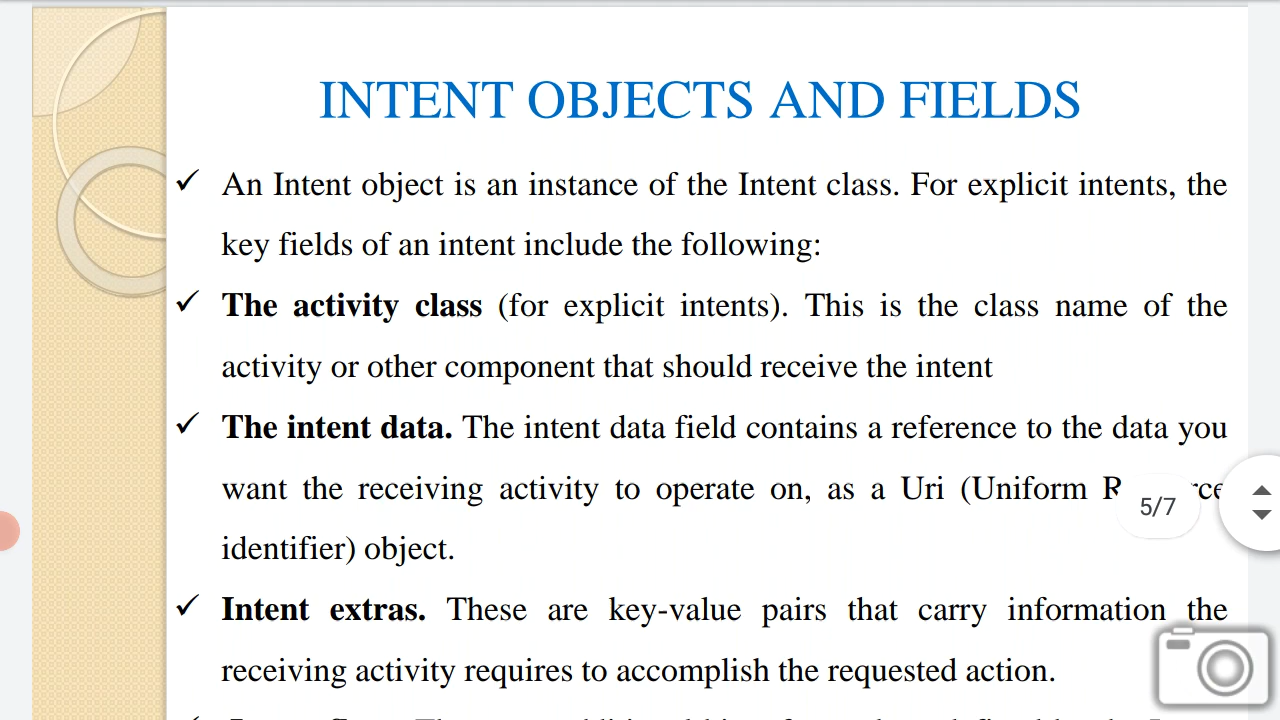 INTENT OBJECTS AND FIELDS
✓ An Intent object is an instance of the Intent class. For explicit intents, the
key fields of an intent include the following:
✓ The activity class (for explicit intents). This is the class name of the
activity or other component that should receive the intent
✓ The intent data. The intent data field contains a reference to the data you
want the receiving activity to operate on, as a Uri (Uniform
5/7
identifier) object.
✓ Intent extras. These are key-value pairs that carry information the
receiving activity requires to accomplish the requested action.